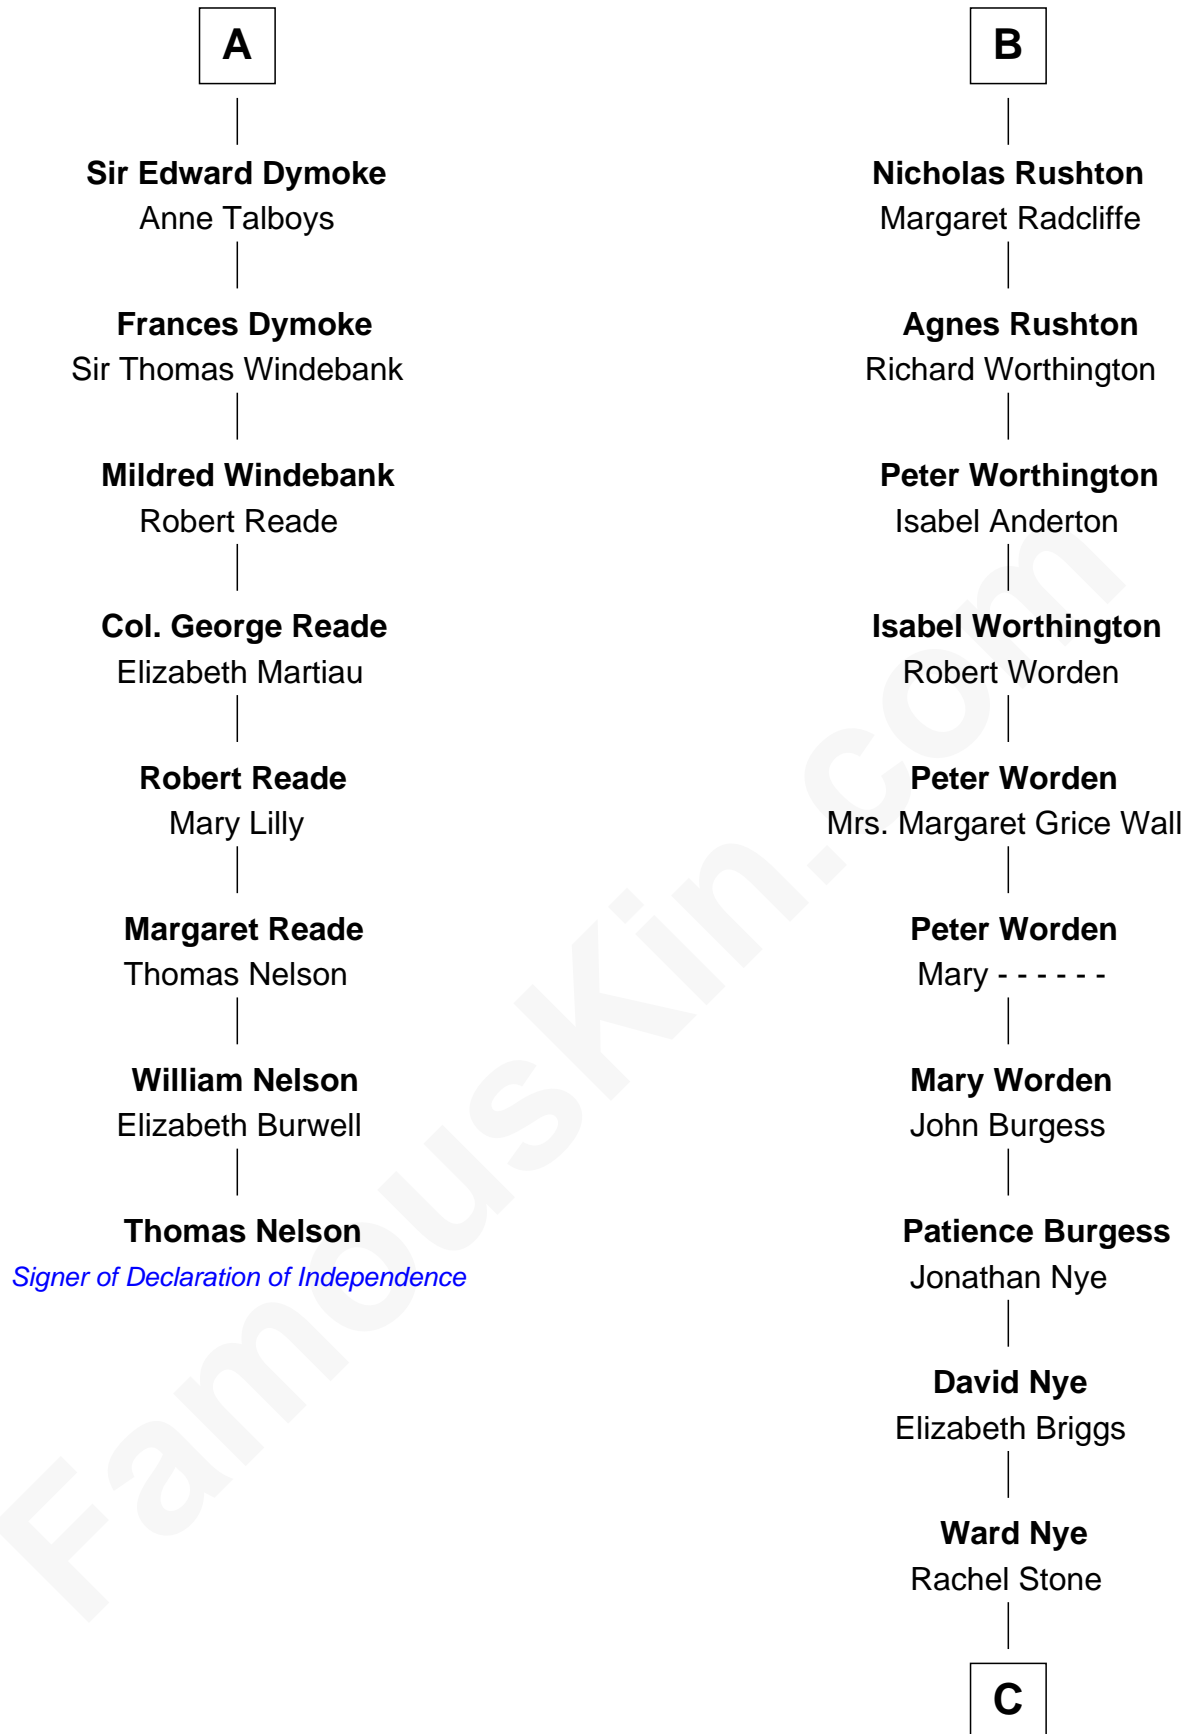 A
Sir Edward Dymoke
Anne Talboys
Frances Dymoke
Sir Thomas Windebank
Mildred Windebank
Robert Reade
Col. George Reade
Elizabeth Martiau
Robert Reade
Mary Lilly
Margaret Reade
Thomas Nelson
William Nelson
Elizabeth Burwell
Thomas Nelson
Signer of Declaration of Independence
B
Nicholas Rushton
Margaret Radcliffe
Agnes Rushton
Richard Worthington
Peter Worthington
Isabel Anderton
Isabel Worthington
Robert Worden
Peter Worden
Mrs. Margaret Grice Wall
Peter Worden
Mary - - - - - -
Mary Worden
John Burgess
Patience Burgess
Jonathan Nye
David Nye
Elizabeth Briggs
Ward Nye
Rachel Stone
C
FamousKin.com